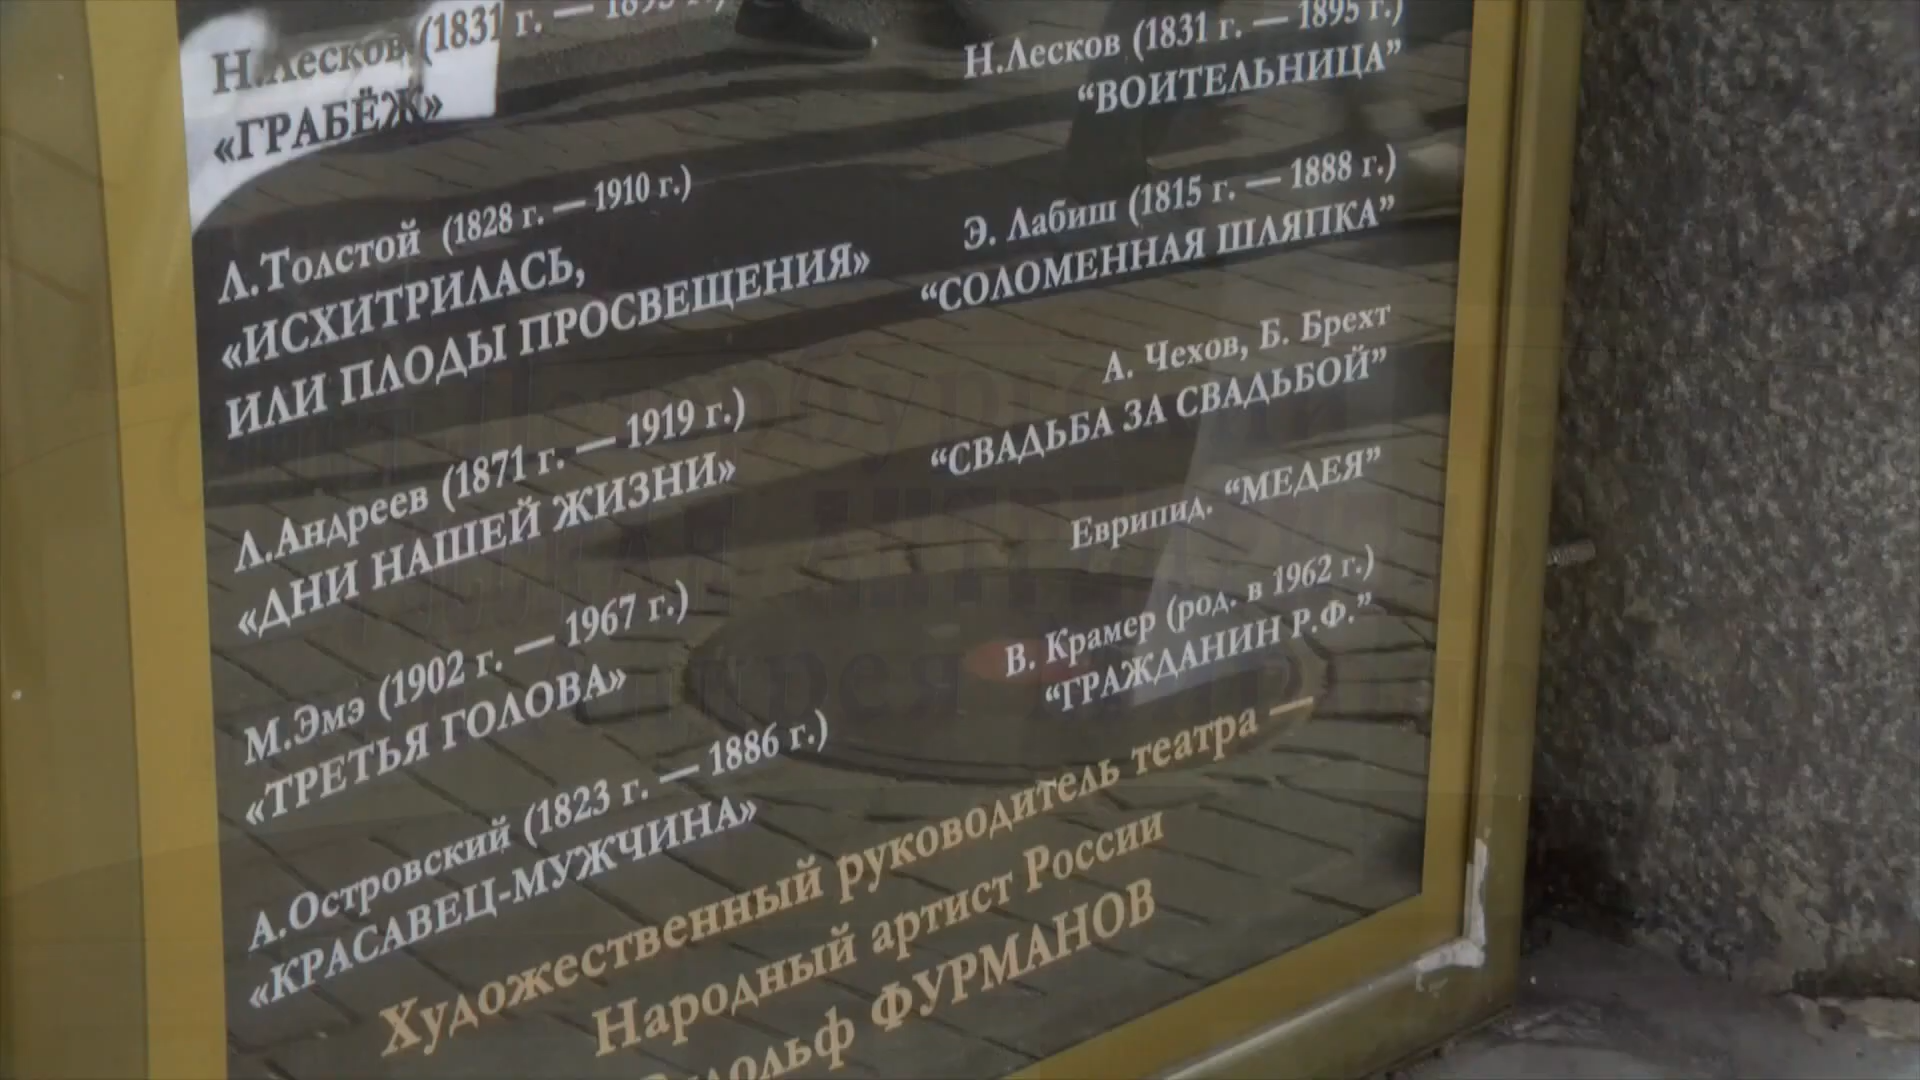 Н.Лесков (1831 г. — 1895 г.)
«ГРАБЁЖ»
Л.Толстой (1828 г. — 1910 г.)
«ИСХИТРИЛАСЬ,
ИЛИ ПЛОДЫ ПРОСВЕЩЕНИЯ»
Л.Андреев (1871 г. — 1919 г.)
«ДНИ НАШЕЙ ЖИЗНИ»
М.Эмэ (1902 г. — 1967 г.)
«ТРЕТЬЯ ГОЛОВА»
А.Островский (1823 г. — 1886 г.)
«КРАСАВЕЦ-МУЖЧИНА»
Н.Лесков (1831 г. — 1895 г.)
“ВОИТЕЛЬНИЦА”
Э. Лабиш (1815 г. — 1888 г.)
“СОЛОМЕННАЯ ШЛЯПКА”
А. Чехов, Б. Брехт
“СВАДЬБА ЗА СВАДЬБОЙ”
Еврипид. “МЕДЕЯ”
В. Крамер (род. в 1962 г.)
“ГРАЖДАНИН Р.Ф.”
Художественный руководитель театра —
Народный артист России
ФУРМАНОВ